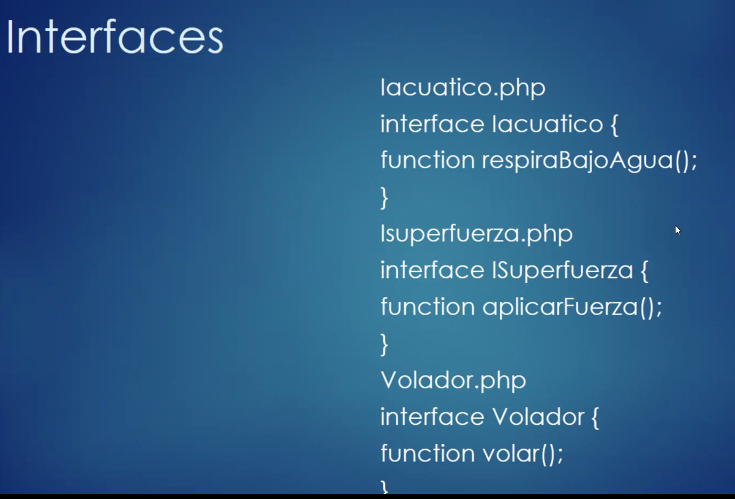 Interfaces
Iacuatico.php
interface Iacuatico {
function respiraBajoAgua();
}
Isuperfuerza.php
interface ISuperfuerza {
function aplicarFuerza();
}
Volador.php
interface Volador {
function volar();
}